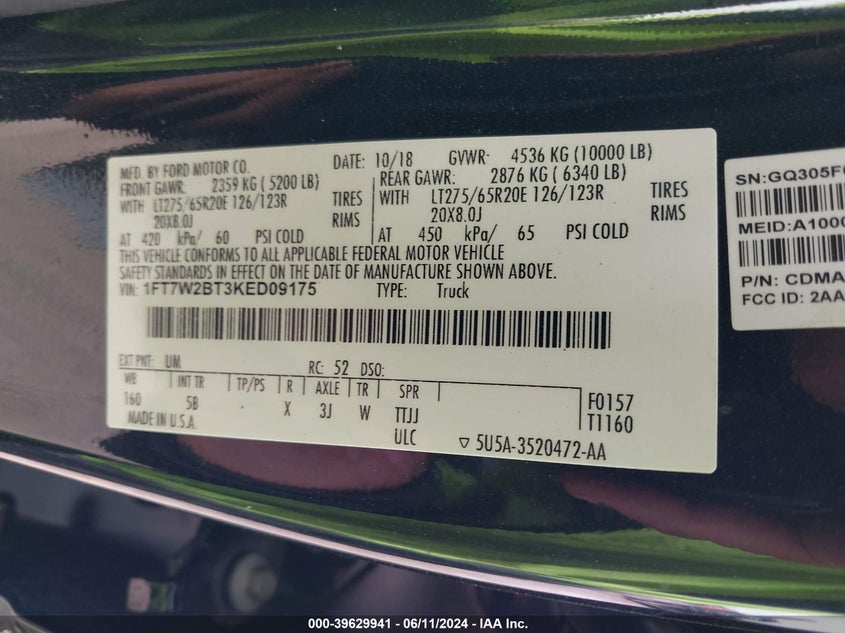 MFD. BY FORD MOTOR CO. DATE: 10/18 GVWR: 4536 KG (10000 LB)
FRONT GAWR: 2359 KG ( 5200 LB) REAR GAWR: 2876 KG ( 6340 LB)
WITH LT275/65R20E 126/123R TIRES WITH LT275/65R20E 126/123R TIRES
20X8.0J RIMS 20X8.0J RIMS
AT 420 kPa/ 60 PSI COLD AT 450 kPa/ 65 PSI COLD
THIS VEHICLE CONFORMS TO ALL APPLICABLE FEDERAL MOTOR VEHICLE
SAFETY STANDARDS IN EFFECT ON THE DATE OF MANUFACTURE SHOWN ABOVE.
VIN: 1FT7W2BT3KED09175 TYPE: Truck
EXT PNT: UM RC: 52 DSO:
WB INT TR TP/PS R AXLE TR SPR
160 5B X 3J W TTJJ F0157
MADE IN U.S.A. ULC T1160
▽ 5U5A-3520472-AA
SN:GQ305F
MEID:A100
P/N: CDMA
FCC ID: 2AA
000-39629941 - 06/11/2024 - IAA Inc.